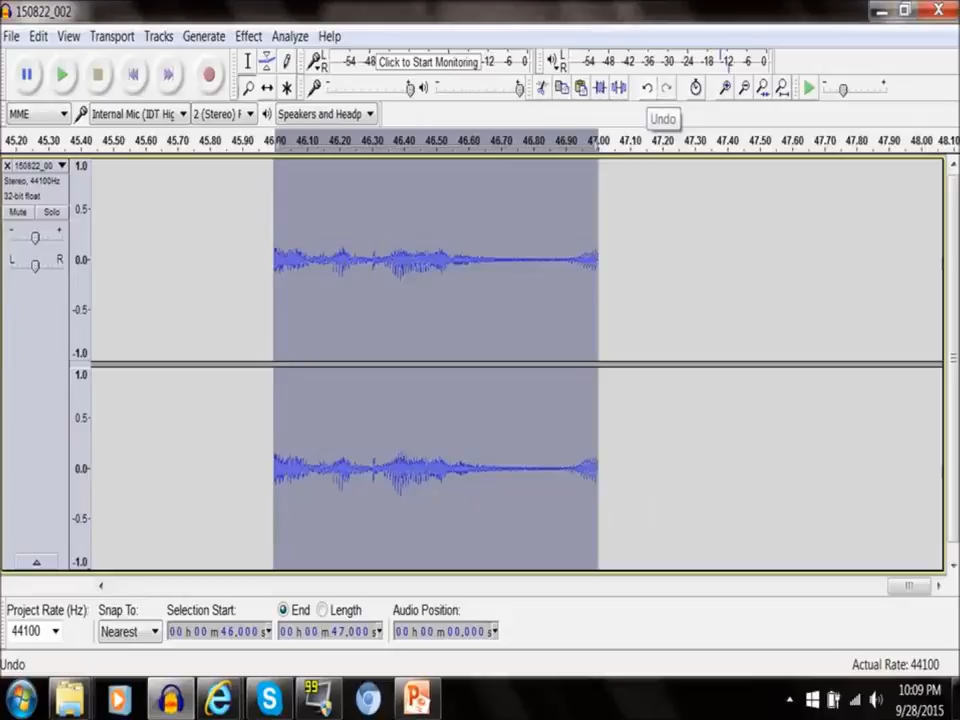 150822_002
File Edit View Transport Tracks Generate Effect Analyze Help
L R -54 -48 Click to Start Monitoring -12 -6 0 L R -54 -48 -42 -36 -30 -24 -18 -12 -6 0
MME Internal Mic (IDT Hig 2 (Stereo) F Speakers and Headp
Undo
45.20 45.30 45.40 45.50 45.60 45.70 45.80 45.90 46.00 46.10 46.20 46.30 46.40 46.50 46.60 46.70 46.80 46.90 47.00 47.10 47.20 47.30 47.40 47.50 47.60 47.70 47.80 47.90 48.00 48.10
150822_00
Stereo, 44100Hz
32-bit float
Mute Solo
- +
L R
1.0
0.5
0.0
-0.5
-1.0
1.0
0.5
0.0
-0.5
-1.0
Project Rate (Hz): Snap To: Selection Start: End Length Audio Position:
44100 Nearest 00 h 00 m 46,000 s 00 h 00 m 47,000 s 00 h 00 m 00,000 s
Undo Actual Rate: 44100
99
10:09 PM
9/28/2015